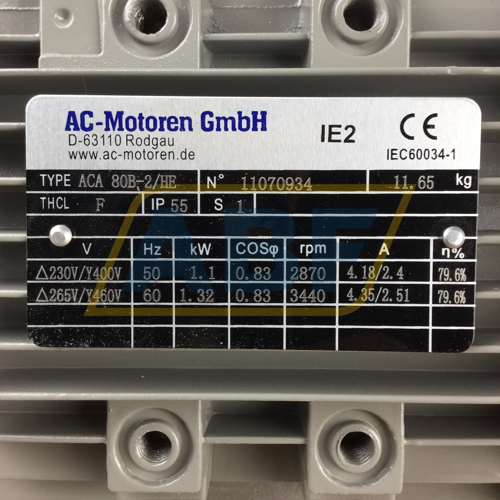 AC-Motoren GmbH
D-63110 Rodgau
www.ac-motoren.de
IE2
CE
IEC60034-1
TYPE ACA 80B-2/HE N° 11070934 11.65 kg
THCL F IP 55 S 1
V Hz kW COSφ rpm A η%
△230V/Y400V 50 1.1 0.83 2870 4.18/2.4 79.6%
△265V/Y460V 60 1.32 0.83 3440 4.35/2.51 79.6%
ABF